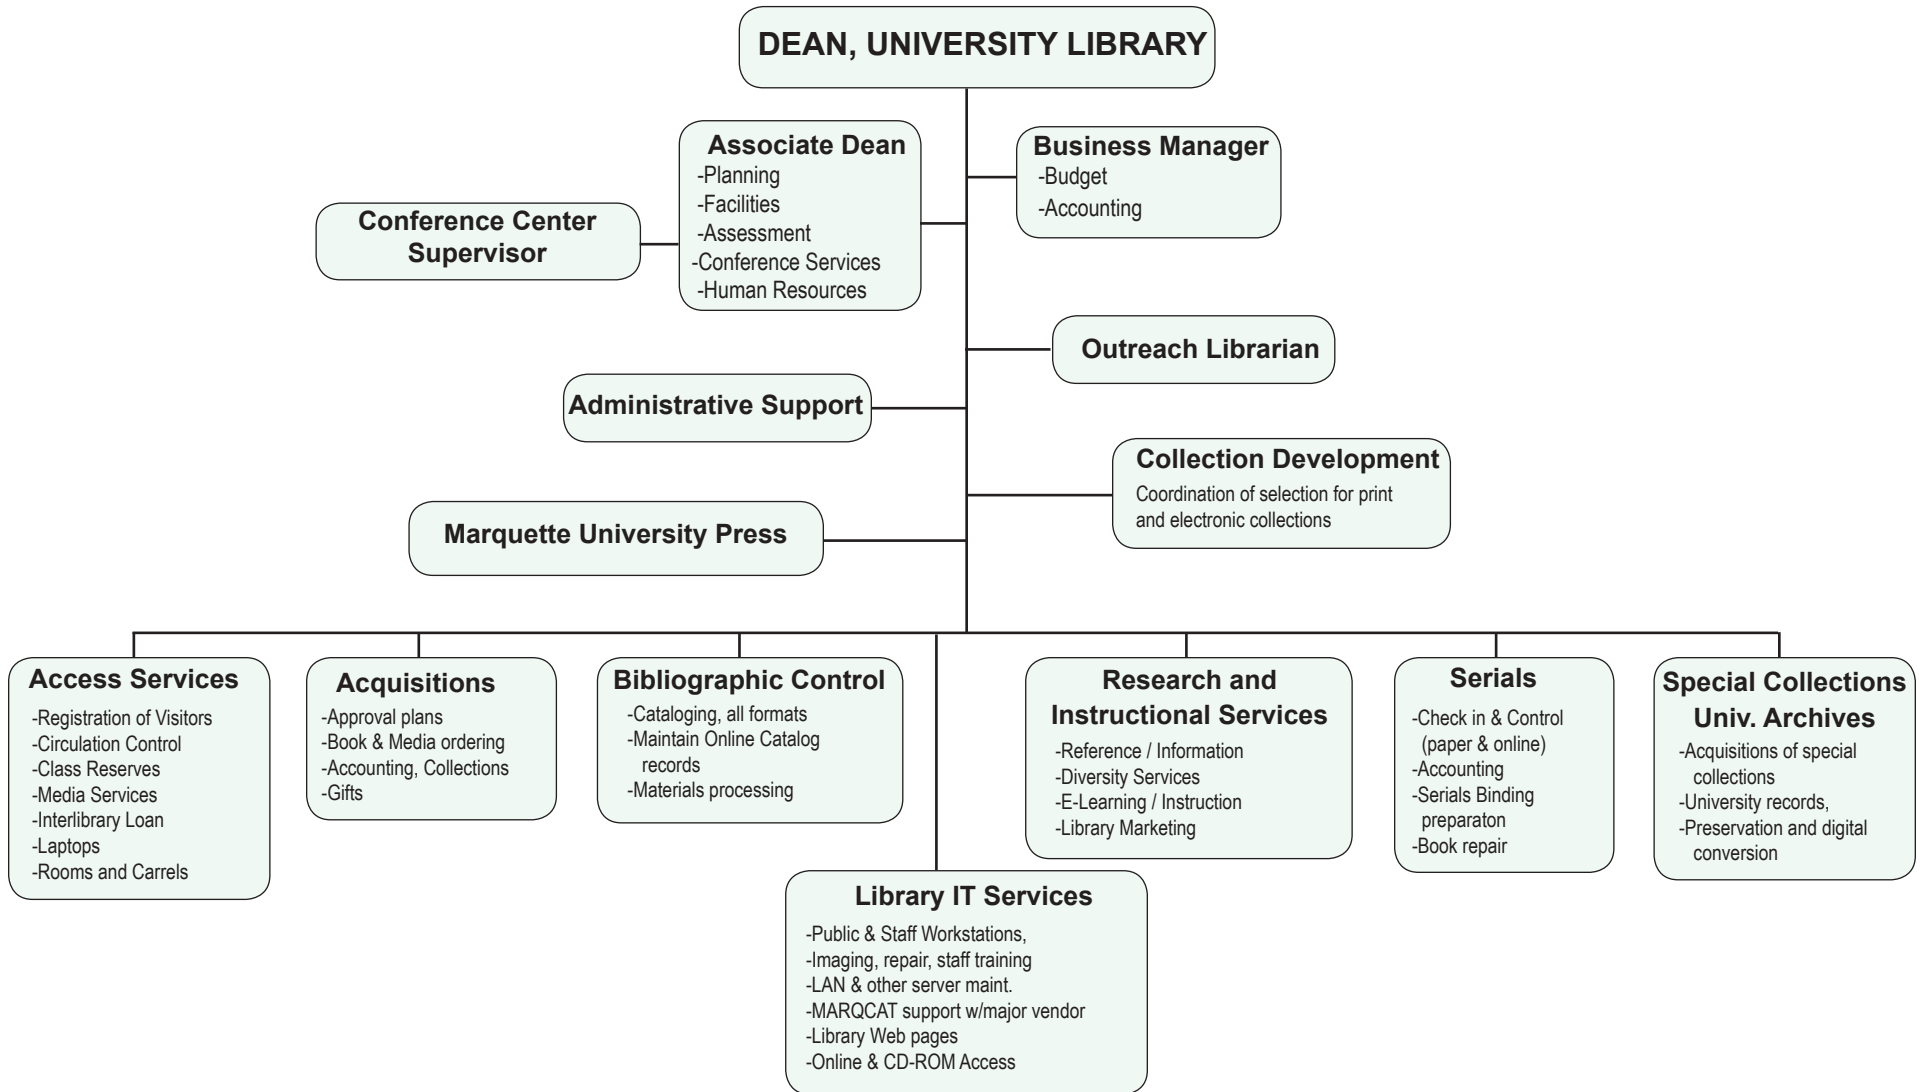 DEAN, UNIVERSITY LIBRARY
Associate Dean
-Planning
-Facilities
-Assessment
-Conference Services
-Human Resources
Business Manager
-Budget
-Accounting
Conference Center
Supervisor
Outreach Librarian
Administrative Support
Collection Development
Coordination of selection for print
and electronic collections
Marquette University Press
Access Services
-Registration of Visitors
-Circulation Control
-Class Reserves
-Media Services
-Interlibrary Loan
-Laptops
-Rooms and Carrels
Acquisitions
-Approval plans
-Book & Media ordering
-Accounting, Collections
-Gifts
Bibliographic Control
-Cataloging, all formats
-Maintain Online Catalog
records
-Materials processing
Library IT Services
-Public & Staff Workstations,
-Imaging, repair, staff training
-LAN & other server maint.
-MARQCAT support w/major vendor
-Library Web pages
-Online & CD-ROM Access
Research and
Instructional Services
-Reference / Information
-Diversity Services
-E-Learning / Instruction
-Library Marketing
Serials
-Check in & Control
(paper & online)
-Accounting
-Serials Binding
preparaton
-Book repair
Special Collections
Univ. Archives
-Acquisitions of special
collections
-University records,
-Preservation and digital
conversion